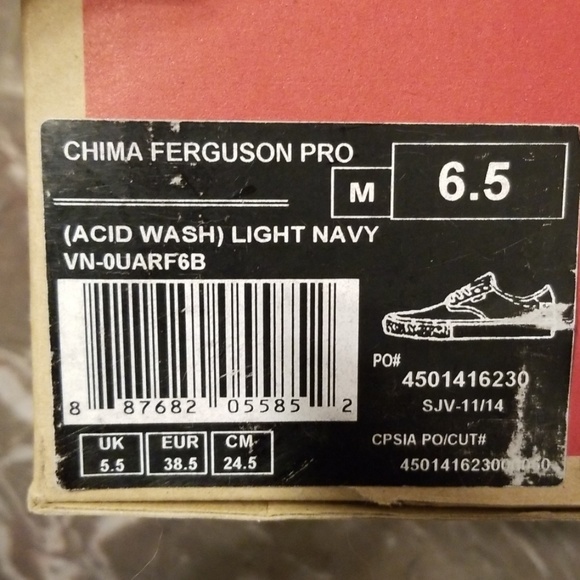 CHIMA FERGUSON PRO
M
6.5
(ACID WASH) LIGHT NAVY
VN-0UARF6B
8 87682 05585 2
PO#
4501416230
SJV-11/14
CPSIA PO/CUT#
UK 5.5
EUR 38.5
CM 24.5